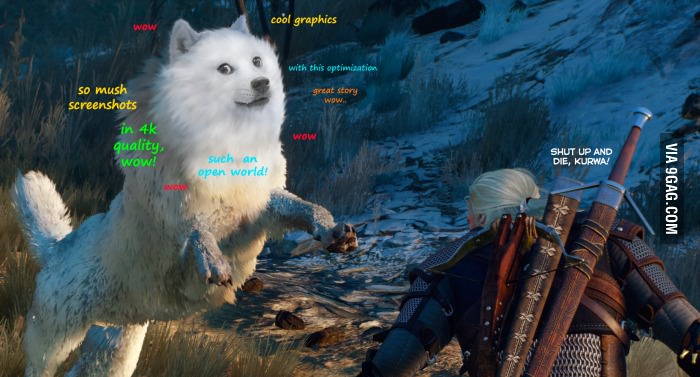 cool graphics
wow
with this optimization
so mush
screenshots
great story
wow..
in 4k
quality,
wow!
wow
such an
open world!
wow
SHUT UP AND
DIE, KURWA!
VIA 9GAG.COM